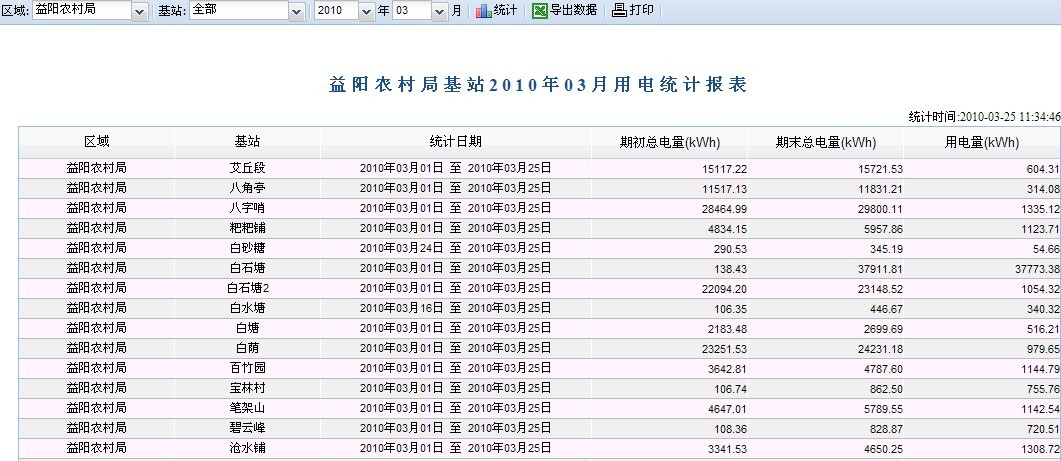 区域: 益阳农村局 基站: 全部 2010 年 03 月 统计 导出数据 打印
益阳农村局基站2010年03月用电统计报表
统计时间:2010-03-25 11:34:46
区域 基站 统计日期 期初总电量(kWh) 期末总电量(kWh) 用电量(kWh)
益阳农村局 艾丘段 2010年03月01日 至 2010年03月25日 15117.22 15721.53 604.31
益阳农村局 八角亭 2010年03月01日 至 2010年03月25日 11517.13 11831.21 314.08
益阳农村局 八字哨 2010年03月01日 至 2010年03月25日 28464.99 29800.11 1335.12
益阳农村局 粑粑铺 2010年03月01日 至 2010年03月25日 4834.15 5957.86 1123.71
益阳农村局 白砂糖 2010年03月24日 至 2010年03月25日 290.53 345.19 54.66
益阳农村局 白石塘 2010年03月01日 至 2010年03月25日 138.43 37911.81 37773.38
益阳农村局 白石塘2 2010年03月01日 至 2010年03月25日 22094.20 23148.52 1054.32
益阳农村局 白水塘 2010年03月16日 至 2010年03月25日 106.35 446.67 340.32
益阳农村局 白塘 2010年03月01日 至 2010年03月25日 2183.48 2699.69 516.21
益阳农村局 白荫 2010年03月01日 至 2010年03月25日 23251.53 24231.18 979.65
益阳农村局 百竹园 2010年03月01日 至 2010年03月25日 3642.81 4787.60 1144.79
益阳农村局 宝林村 2010年03月01日 至 2010年03月25日 106.74 862.50 755.76
益阳农村局 笔架山 2010年03月01日 至 2010年03月25日 4647.01 5789.55 1142.54
益阳农村局 碧云峰 2010年03月01日 至 2010年03月25日 108.36 828.87 720.51
益阳农村局 沧水铺 2010年03月01日 至 2010年03月25日 3341.53 4650.25 1308.72